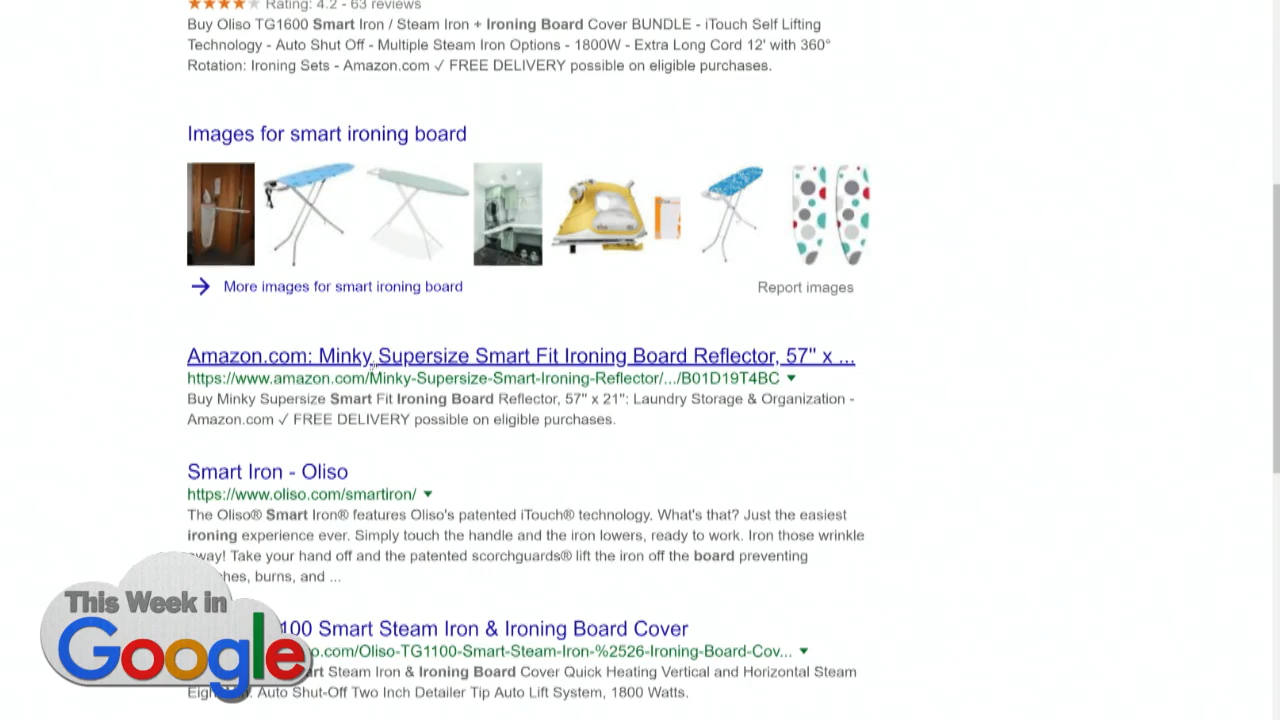 Rating: 4.2 - 63 reviews
Buy Oliso TG1600 Smart Iron / Steam Iron + Ironing Board Cover BUNDLE - iTouch Self Lifting
Technology - Auto Shut Off - Multiple Steam Iron Options - 1800W - Extra Long Cord 12' with 360°
Rotation: Ironing Sets - Amazon.com ✓ FREE DELIVERY possible on eligible purchases.
Images for smart ironing board
More images for smart ironing board
Report images
Amazon.com: Minky Supersize Smart Fit Ironing Board Reflector, 57" x ...
https://www.amazon.com/Minky-Supersize-Smart-Ironing-Reflector/.../B01D19T4BC
Buy Minky Supersize Smart Fit Ironing Board Reflector, 57" x 21": Laundry Storage & Organization -
Amazon.com ✓ FREE DELIVERY possible on eligible purchases.
Smart Iron - Oliso
https://www.oliso.com/smartiron/
The Oliso® Smart Iron® features Oliso's patented iTouch® technology. What's that? Just the easiest
ironing experience ever. Simply touch the handle and the iron lowers, ready to work. Iron those wrinkle
away! Take your hand off and the patented scorchguards® lift the iron off the board preventing
hes, burns, and ...
This Week in
Google
100 Smart Steam Iron & Ironing Board Cover
o.com/Oliso-TG1100-Smart-Steam-Iron-%2526-Ironing-Board-Cov...
rt Steam Iron & Ironing Board Cover Quick Heating Vertical and Horizontal Steam
Auto Shut-Off Two Inch Detailer Tip Auto Lift System, 1800 Watts.